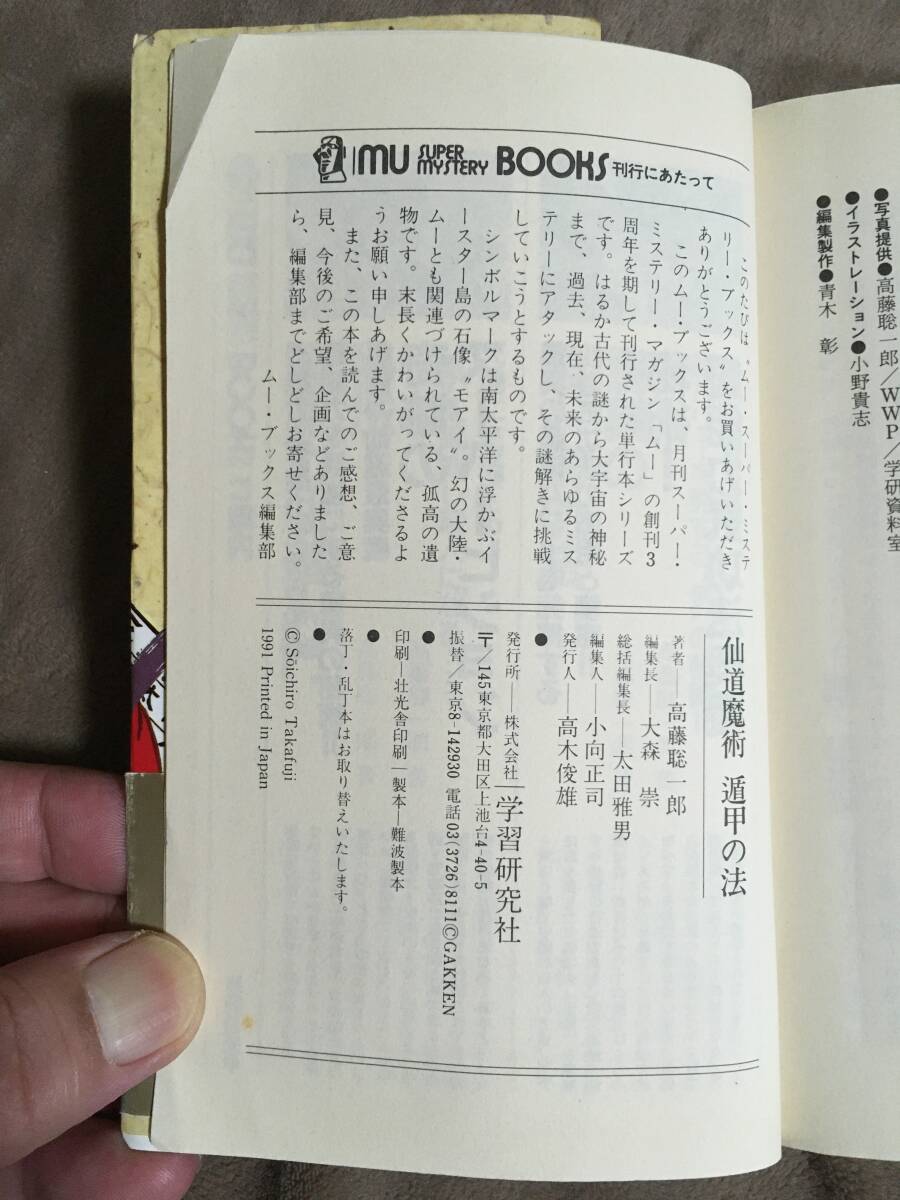 ●写真提供●高藤聡一郎/WWP/学研資料室
●イラストレーション●小野貴志
●編集製作●青木 彰
MU SUPER MYSTERY BOOKS 刊行にあたって
このたびは〝ムー・スーパー・ミステ
リー・ブックス〟をお買いあげいただき
ありがとうございます。
このムー・ブックスは、月刊スーパー・
ミステリー・マガジン「ムー」の創刊3
周年を期して刊行された単行本シリーズ
です。はるか古代の謎から大宇宙の神秘
まで、過去、現在、未来のあらゆるミス
テリーにアタックし、その謎解きに挑戦
していこうとするものです。
シンボルマークは南太平洋に浮かぶイ
ースター島の石像〝モアイ〟。幻の大陸・
ムーとも関連づけられている、孤高の遺
物です。末長くかわいがってくださるよ
うお願い申しあげます。
また、この本を読んでのご感想、ご意
見、今後のご希望、企画などありました
ら、編集部までどしどしお寄せください。
ムー・ブックス編集部
仙道魔術 遁甲の法
著者―高藤聡一郎
編集長―大森 崇
総括編集長―太田雅男
編集人―小向正司
発行人―高木俊雄
●
発行所―株式会社 学習研究社
〒/145東京都大田区上池台4-40-5
振替/東京8-142930 電話03(3726)8111©GAKKEN
●
印刷―壮光舎印刷 製本―難波製本
●
落丁・乱丁本はお取り替えいたします。
●
© Sōichiro Takafuji
1991 Printed in Japan